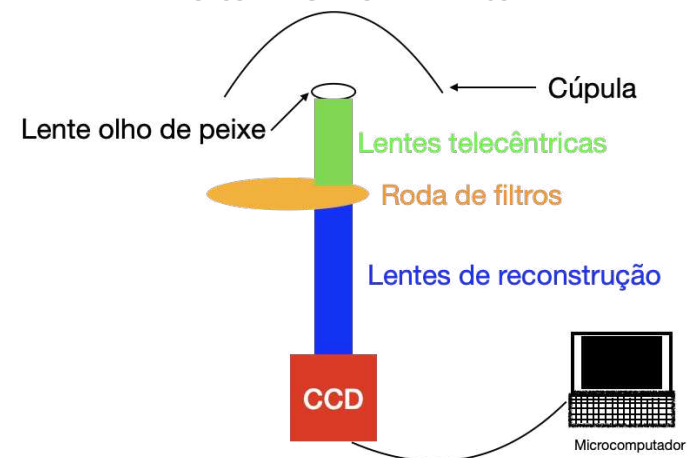 Cúpula
Lente olho de peixe
Lentes telecêntricas
Roda de filtros
Lentes de reconstrução
CCD
Microcomputador